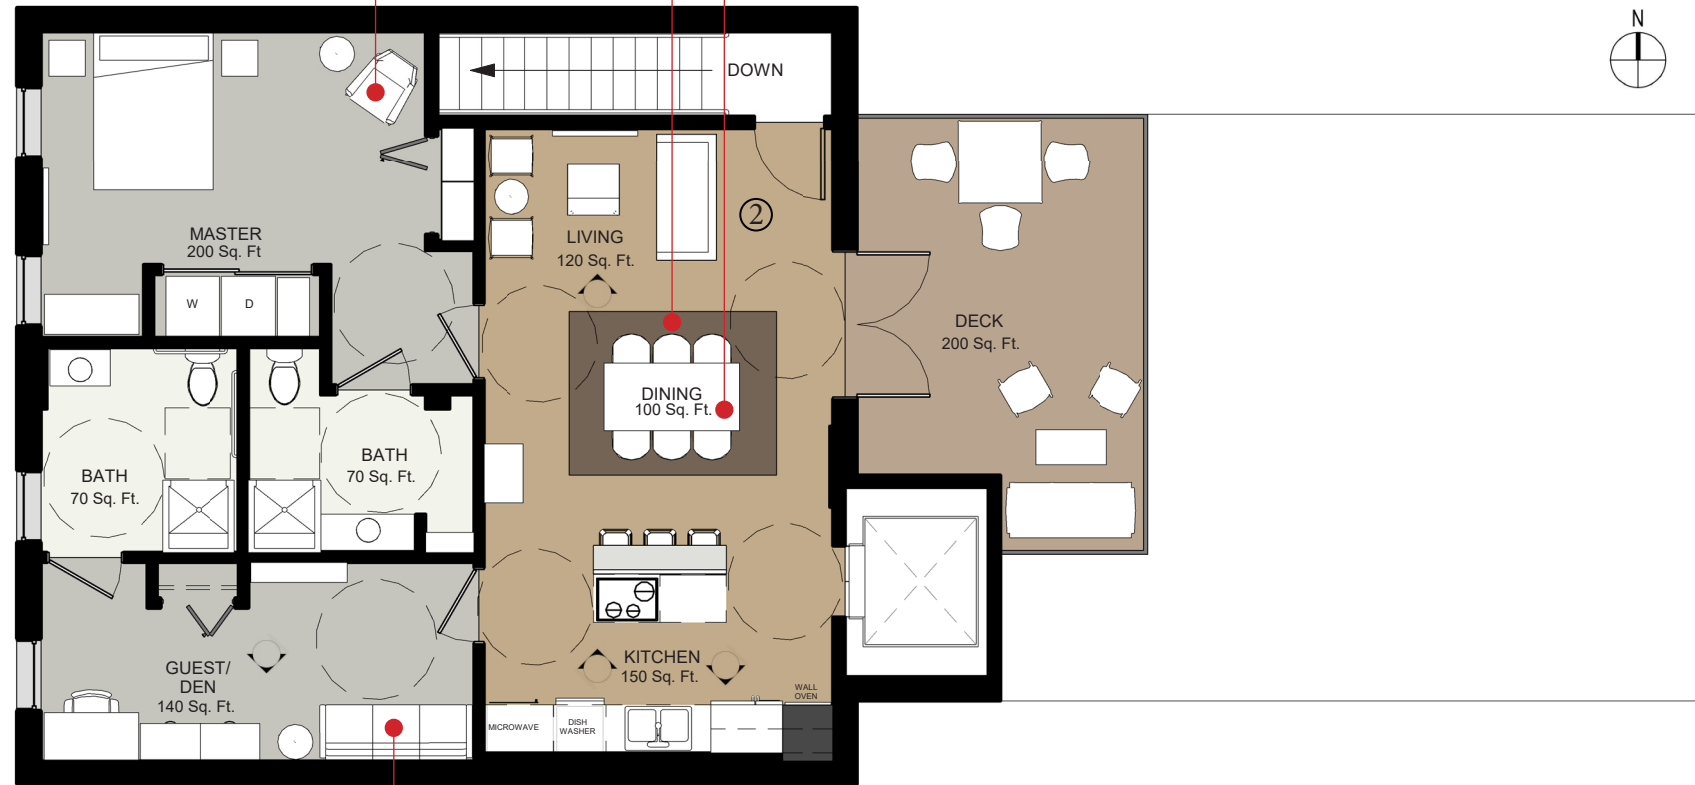 N
DOWN
2
MASTER
200 Sq. Ft
LIVING
120 Sq. Ft.
W
D
DECK
200 Sq. Ft.
DINING
100 Sq. Ft.
BATH
70 Sq. Ft.
BATH
70 Sq. Ft.
GUEST/
DEN
140 Sq. Ft.
KITCHEN
150 Sq. Ft.
WALL
OVEN
MICROWAVE
DISH
WASHER